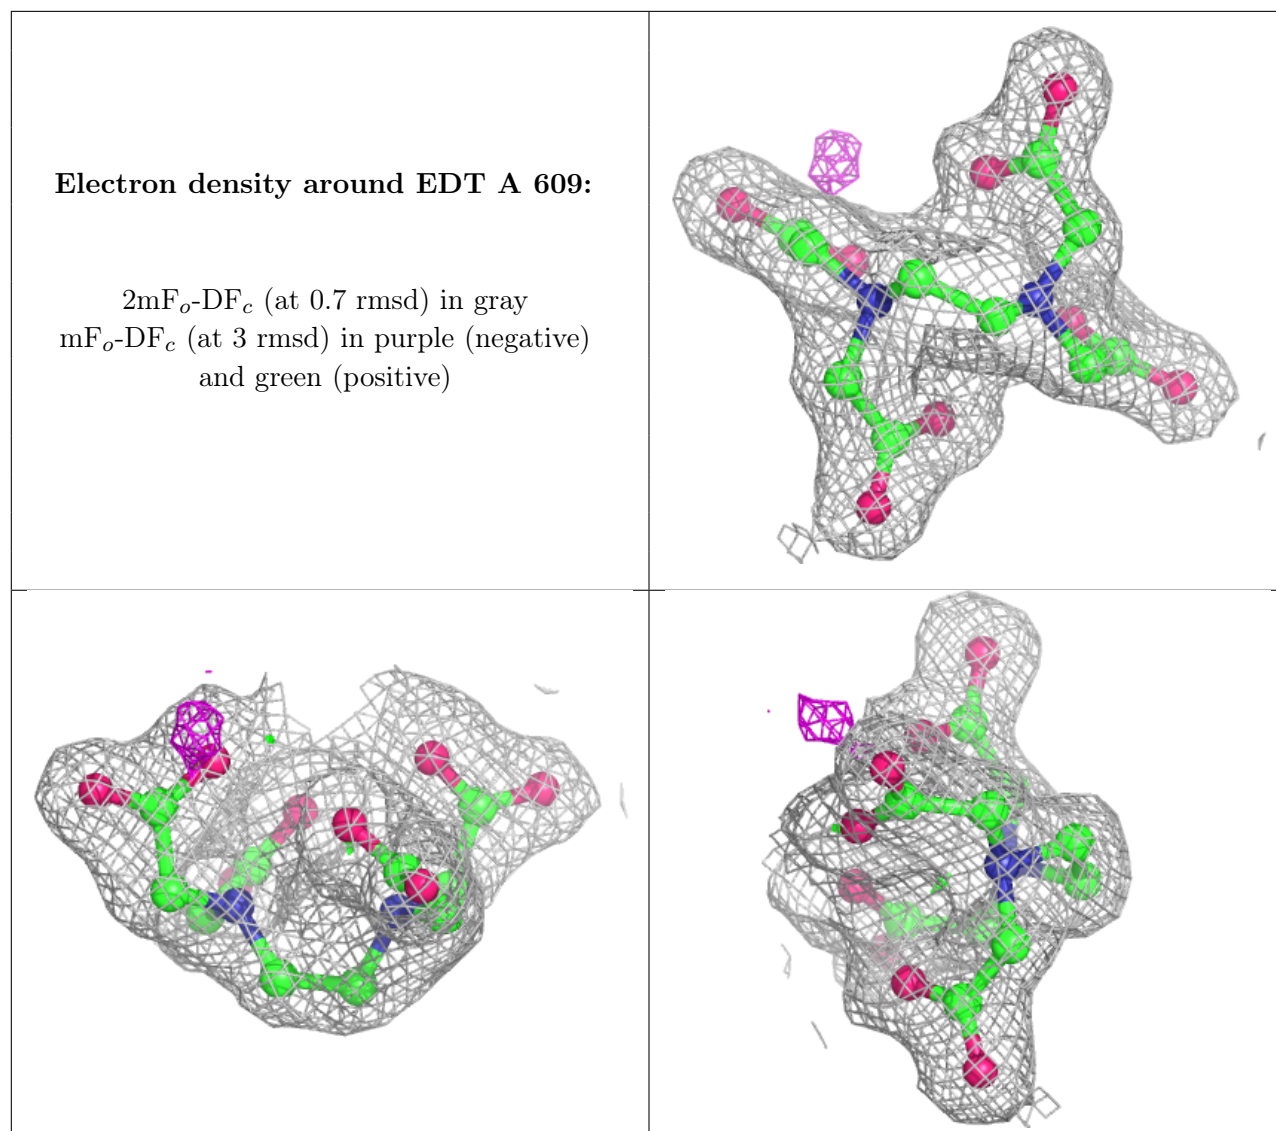 Electron density around EDT A 609:
2mFo-DFc (at 0.7 rmsd) in gray
mFo-DFc (at 3 rmsd) in purple (negative)
and green (positive)